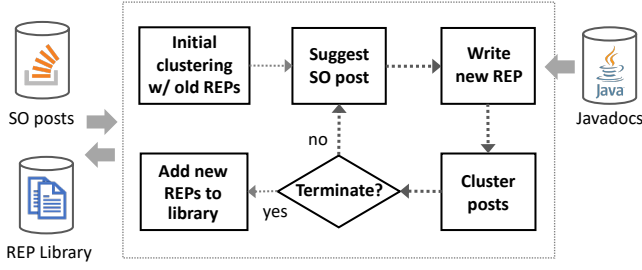 SO posts
REP Library
Initial
clustering
w/ old REPs
Suggest
SO post
Write
new REP
Java
Javadocs
no
Add new
REPs to
library
yes
Terminate?
Cluster
posts